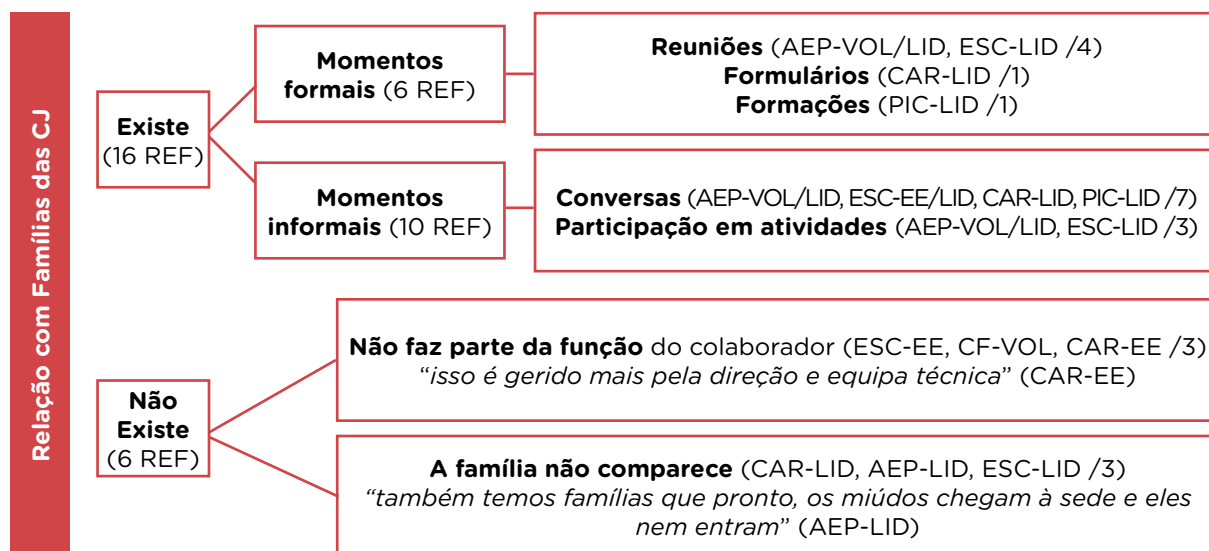 Relação com Famílias das CJ
Existe
(16 REF)
Momentos
formais (6 REF)
Reuniões (AEP-VOL/LID, ESC-LID /4)
Formulários (CAR-LID /1)
Formações (PIC-LID /1)
Momentos
informais (10 REF)
Conversas (AEP-VOL/LID, ESC-EE/LID, CAR-LID, PIC-LID /7)
Participação em atividades (AEP-VOL/LID, ESC-LID /3)
Não
Existe
(6 REF)
Não faz parte da função do colaborador (ESC-EE, CF-VOL, CAR-EE /3)
“isso é gerido mais pela direção e equipa técnica” (CAR-EE)
A família não comparece (CAR-LID, AEP-LID, ESC-LID /3)
“também temos famílias que pronto, os miúdos chegam à sede e eles
nem entram” (AEP-LID)